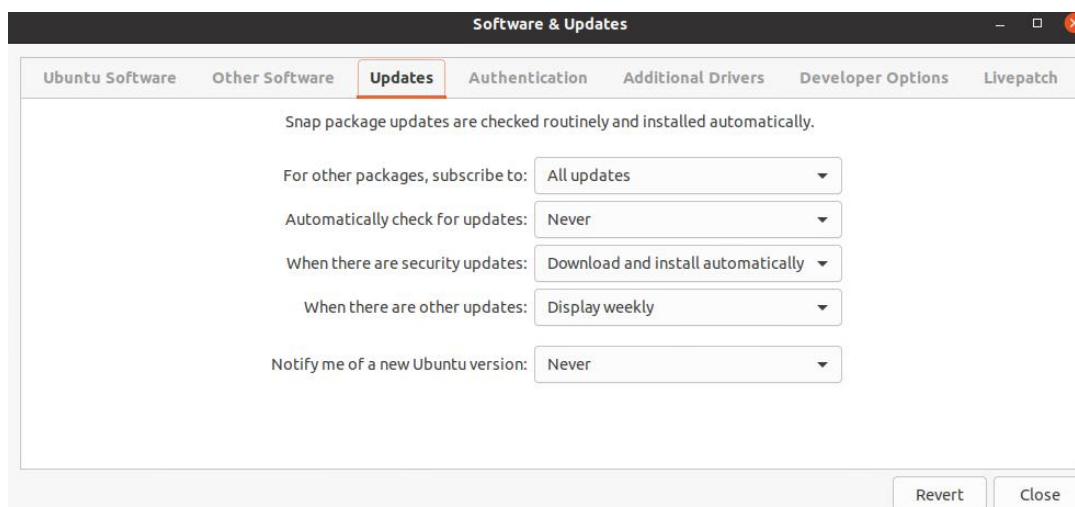 Software & Updates
Ubuntu Software Other Software Updates Authentication Additional Drivers Developer Options Livepatch
Snap package updates are checked routinely and installed automatically.
For other packages, subscribe to: All updates
Automatically check for updates: Never
When there are security updates: Download and install automatically
When there are other updates: Display weekly
Notify me of a new Ubuntu version: Never
Revert Close